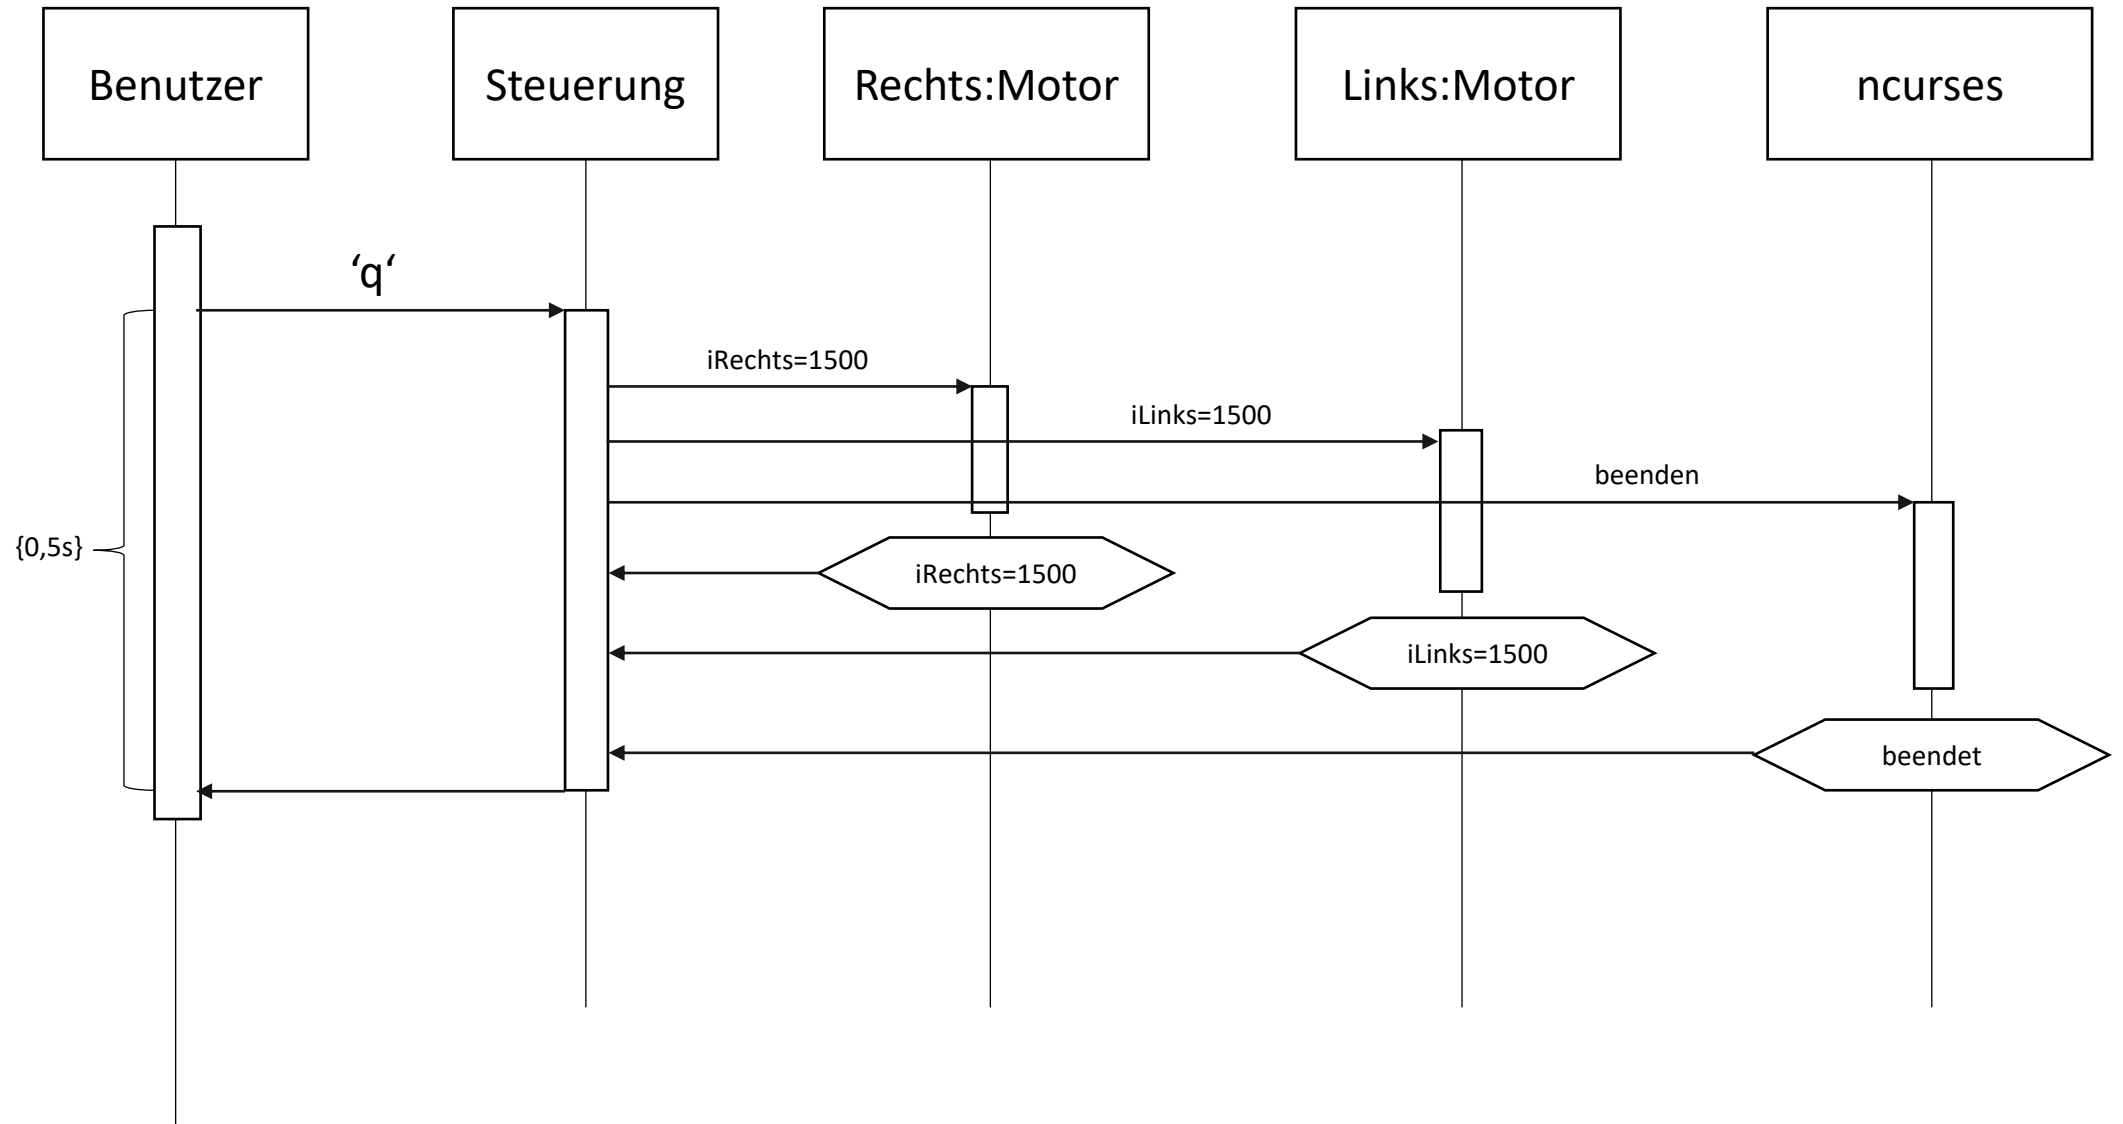 Benutzer
Steuerung
Rechts:Motor
Links:Motor
ncurses
‘q‘
iRechts=1500
iLinks=1500
beenden
{0,5s}
iRechts=1500
iLinks=1500
beendet